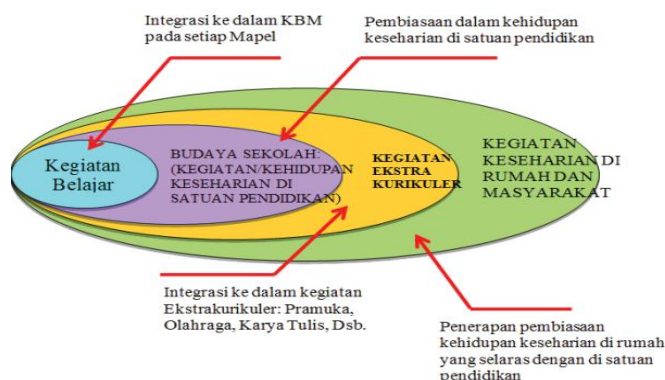 Integrasi ke dalam KBM
pada setiap Mapel
Pembiasaan dalam kehidupan
keseharian di satuan pendidikan
Kegiatan
Belajar
BUDAYA SEKOLAH:
(KEGIATAN/KEHIDUPAN
KESEHARIAN DI
SATUAN PENDIDIKAN)
KEGIATAN
EKSTRA
KURIKULER
KEGIATAN
KESEHARIAN DI
RUMAH DAN
MASYARAKAT
Integrasi ke dalam kegiatan
Ekstrakurikuler: Pramuka,
Olahraga, Karya Tulis, Dsb.
Penerapan pembiasaan
kehidupan keseharian di rumah
yang selaras dengan di satuan
pendidikan